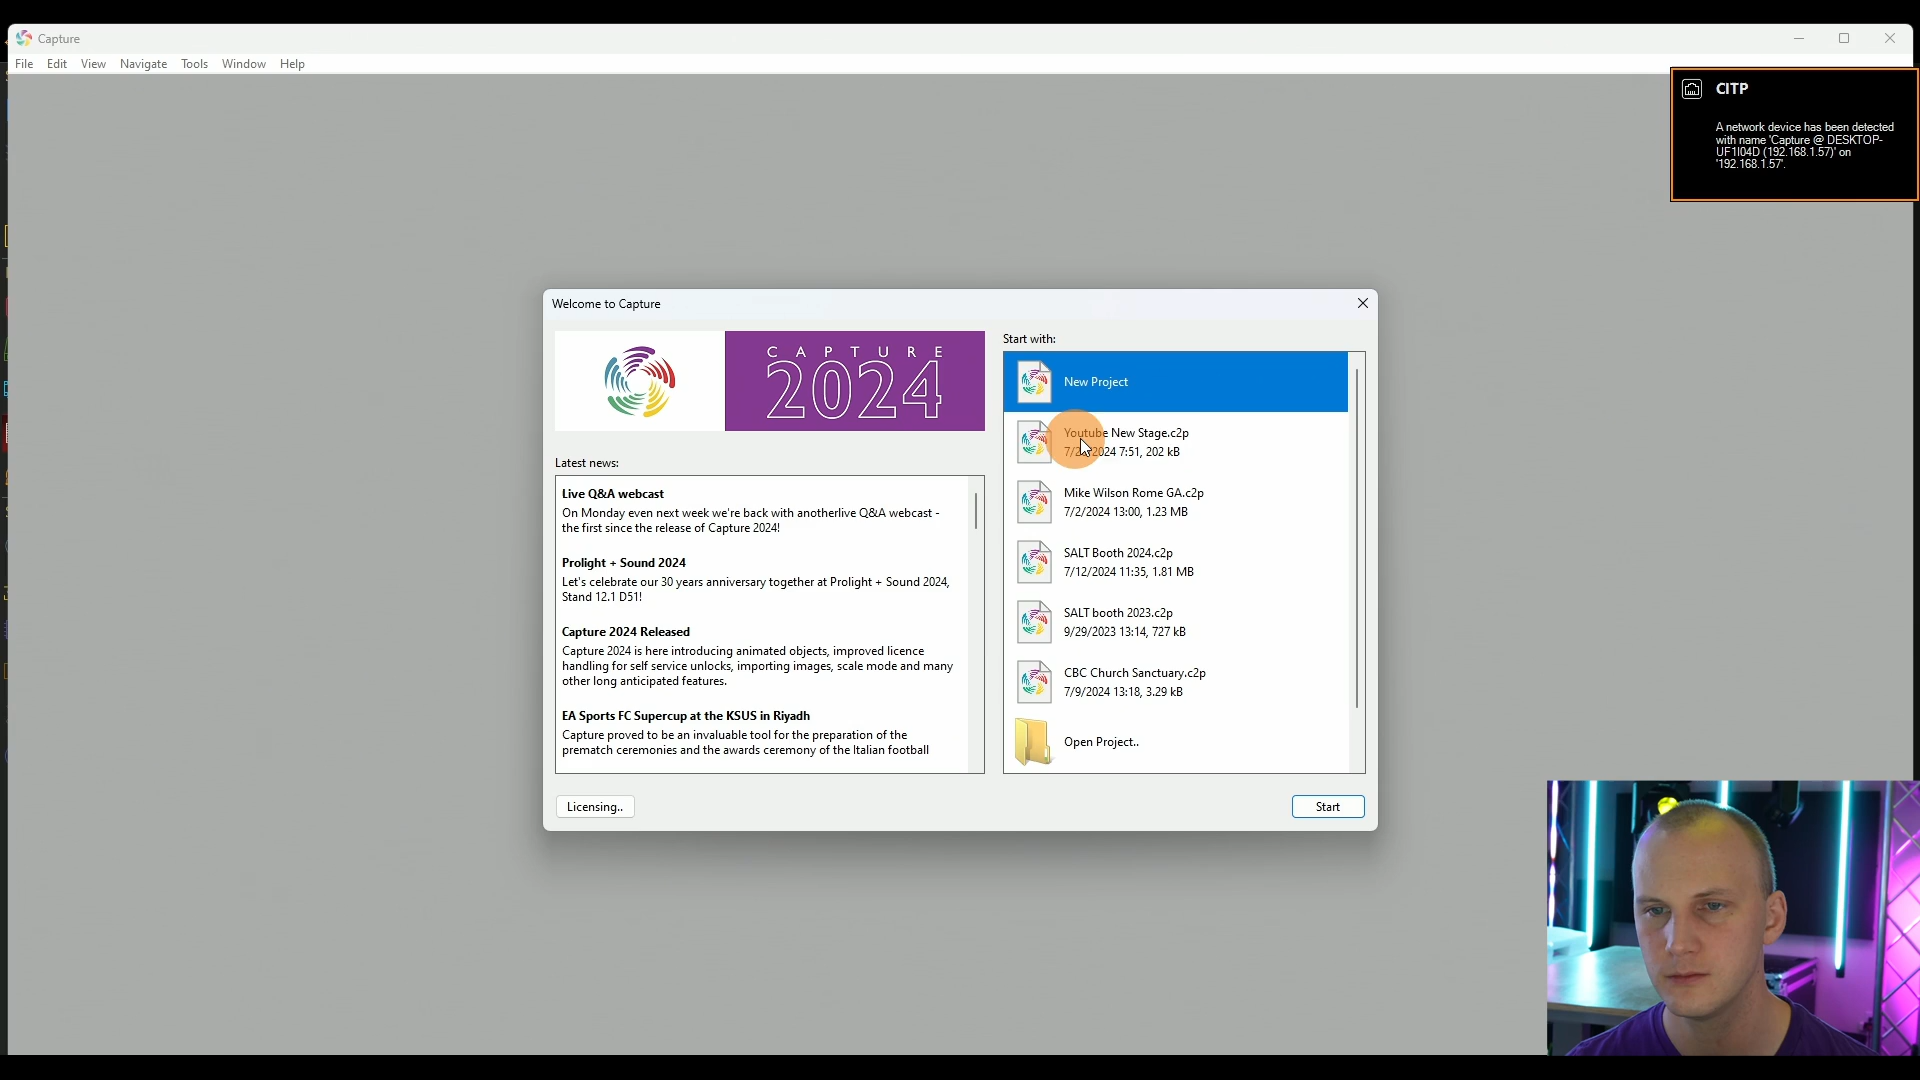 Capture
File Edit View Navigate Tools Window Help
CITP
A network device has been detected
with name 'Capture @ DESKTOP-
UF1I04D (192.168.1.57)' on
'192.168.1.57'.
Welcome to Capture
CAPTURE
2024
Start with:
New Project
Youtube New Stage.c2p
7:51, 202 kB
Mike Wilson Rome GA.c2p
7/2/2024 13:00, 1.23 MB
SALT Booth 2024.c2p
7/12/2024 11:35, 1.81 MB
SALT booth 2023.c2p
9/29/2023 13:14, 727 kB
CBC Church Sanctuary.c2p
7/9/2024 13:18, 3.29 kB
Open Project..
Latest news:
Live Q&A webcast
On Monday even next week we're back with anotherlive Q&A webcast -
the first since the release of Capture 2024!
Prolight + Sound 2024
Let's celebrate our 30 years anniversary together at Prolight + Sound 2024,
Stand 12.1 D51!
Capture 2024 Released
Capture 2024 is here introducing animated objects, improved licence
handling for self service unlocks, importing images, scale mode and many
other long anticipated features.
EA Sports FC Supercup at the KSUS in Riyadh
Capture proved to be an invaluable tool for the preparation of the
prematch ceremonies and the awards ceremony of the Italian football
Licensing..
Start